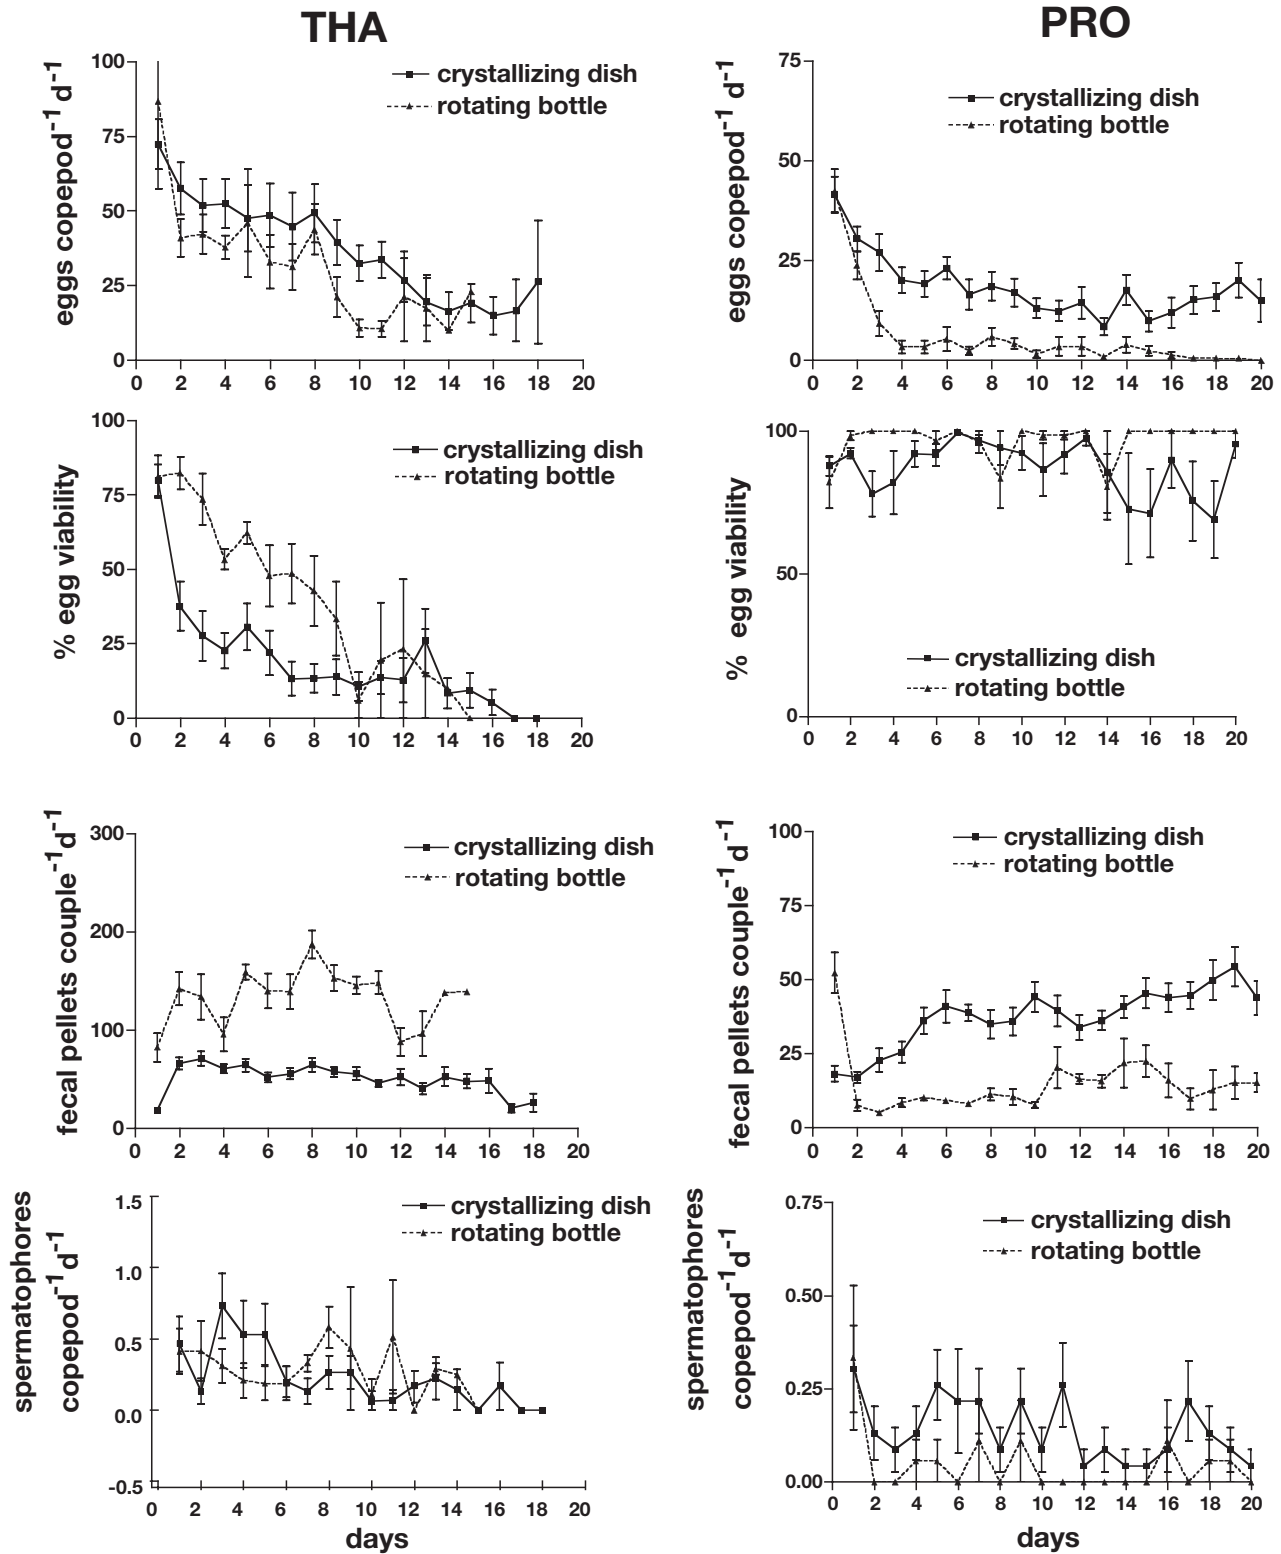 THA
PRO
eggs copepod-1 d-1
100
75
50
25
0
0 2 4 6 8 10 12 14 16 18 20
crystallizing dish
rotating bottle
eggs copepod-1 d-1
75
50
25
0
0 2 4 6 8 10 12 14 16 18 20
crystallizing dish
rotating bottle
% egg viability
100
75
50
25
0
0 2 4 6 8 10 12 14 16 18 20
crystallizing dish
rotating bottle
% egg viability
100
50
0
0 2 4 6 8 10 12 14 16 18 20
crystallizing dish
rotating bottle
fecal pellets couple-1d-1
300
200
100
0
0 2 4 6 8 10 12 14 16 18 20
crystallizing dish
rotating bottle
fecal pellets couple-1d-1
100
75
50
25
0
0 2 4 6 8 10 12 14 16 18 20
crystallizing dish
rotating bottle
spermatophores
copepod-1d-1
1.5
1.0
0.5
0.0
-0.5
0 2 4 6 8 10 12 14 16 18 20
crystallizing dish
rotating bottle
days
spermatophores
copepod-1d-1
0.75
0.50
0.25
0.00
0 2 4 6 8 10 12 14 16 18 20
crystallizing dish
rotating bottle
days